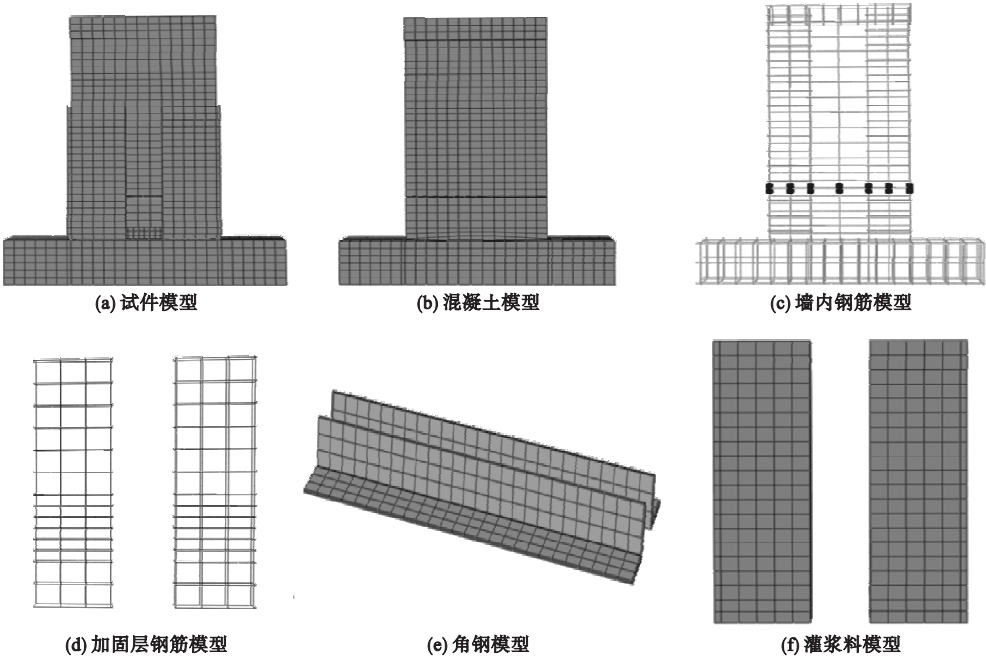 (a) 试件模型
(b) 混凝土模型
(c) 墙内钢筋模型
(d) 加固层钢筋模型
(e) 角钢模型
(f) 灌浆料模型